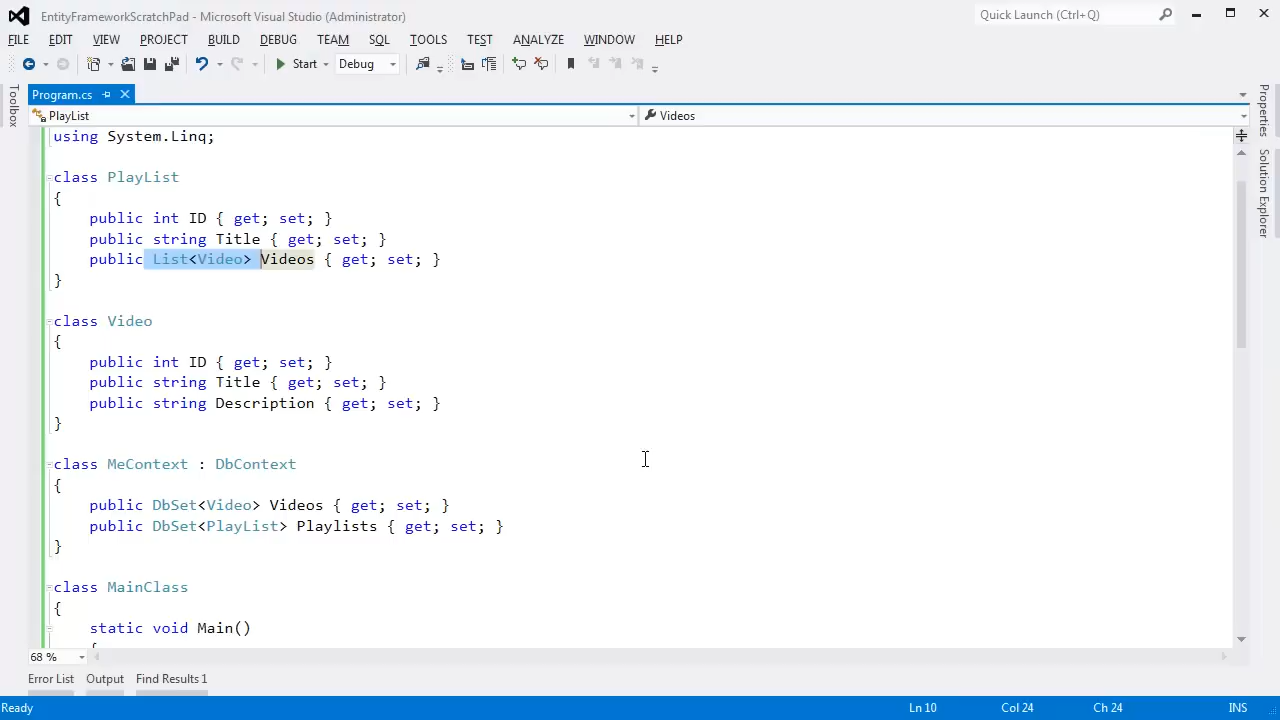 EntityFrameworkScratchPad - Microsoft Visual Studio (Administrator)
Quick Launch (Ctrl+Q)
FILE EDIT VIEW PROJECT BUILD DEBUG TEAM SQL TOOLS TEST ANALYZE WINDOW HELP
Start Debug
Toolbox
Program.cs
Properties
Solution Explorer
PlayList Videos
using System.Linq;
class PlayList
{
public int ID { get; set; }
public string Title { get; set; }
public List<Video> Videos { get; set; }
}
class Video
{
public int ID { get; set; }
public string Title { get; set; }
public string Description { get; set; }
}
class MeContext : DbContext
{
public DbSet<Video> Videos { get; set; }
public DbSet<PlayList> Playlists { get; set; }
}
class MainClass
{
static void Main()
{
68 %
Error List Output Find Results 1
Ready Ln 10 Col 24 Ch 24 INS